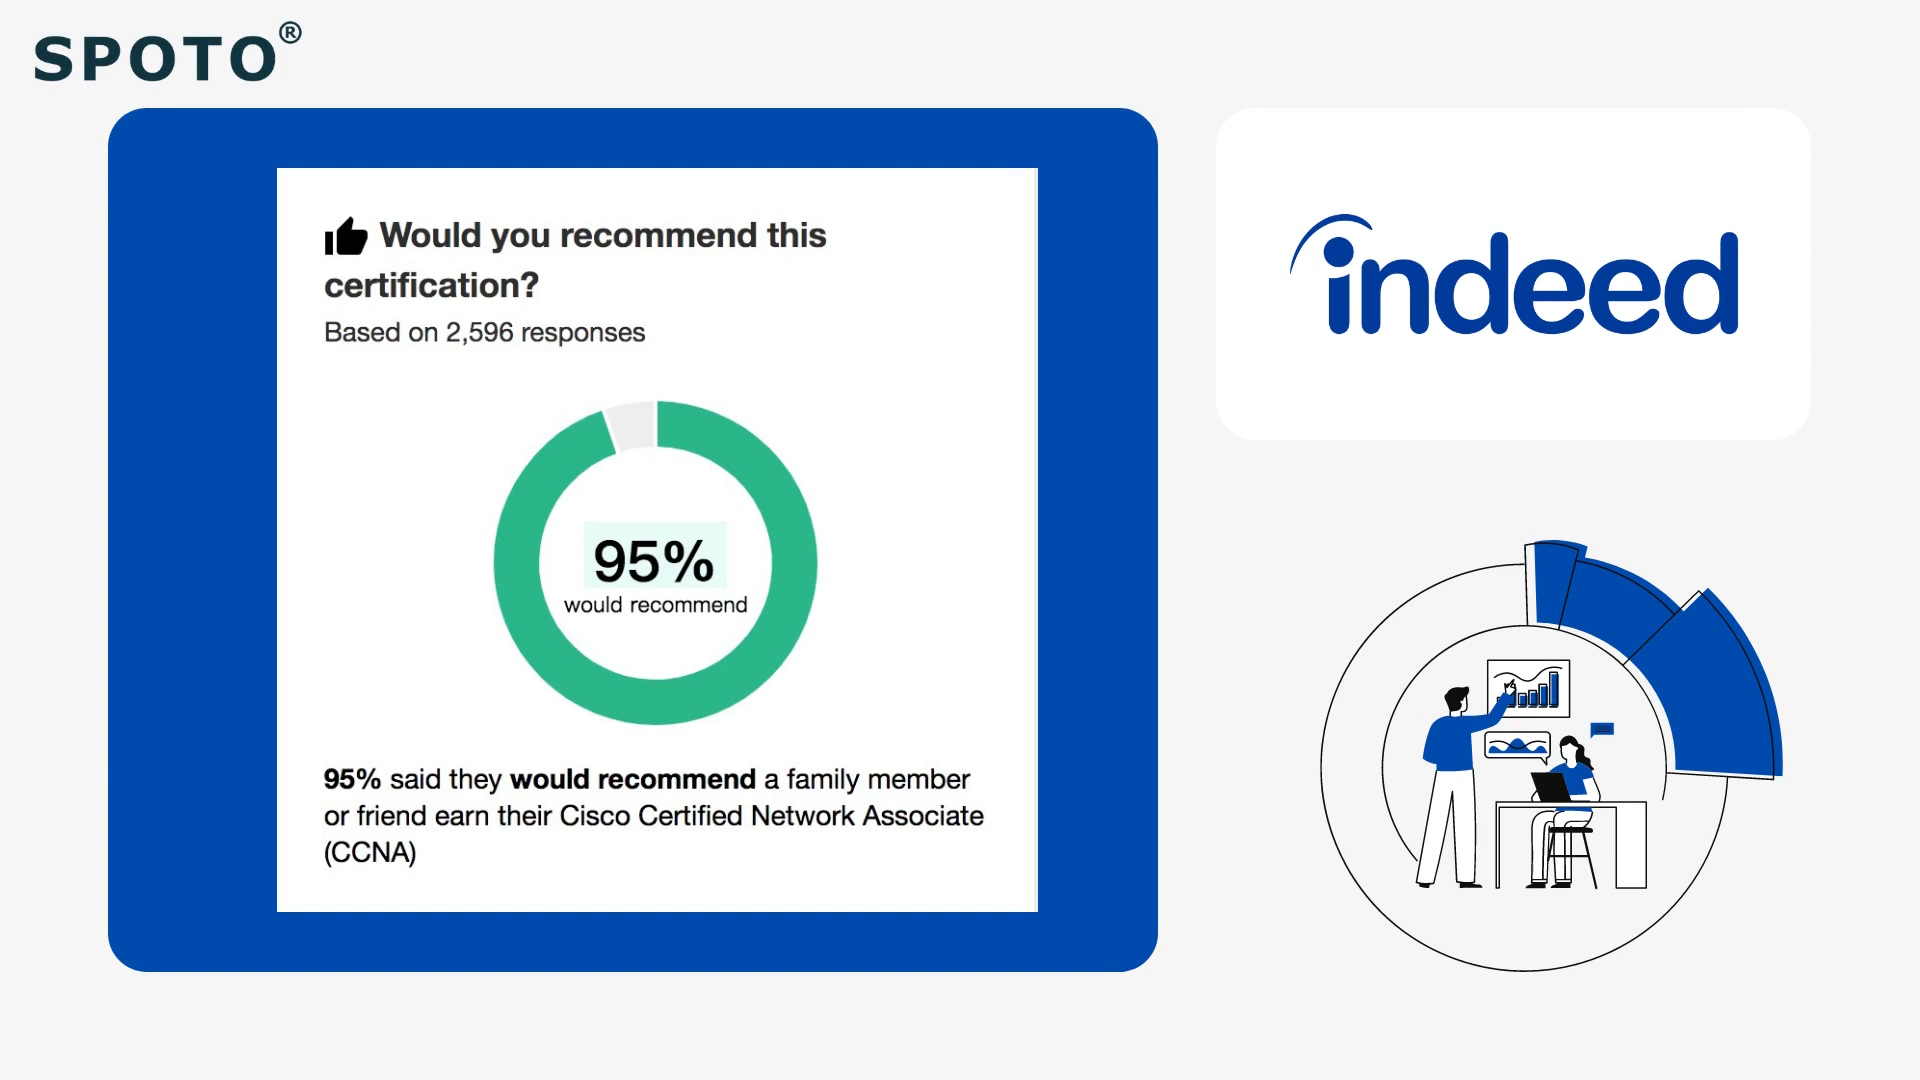 SPOTO®
Would you recommend this
certification?
Based on 2,596 responses
95%
would recommend
95% said they would recommend a family member
or friend earn their Cisco Certified Network Associate
(CCNA)
indeed